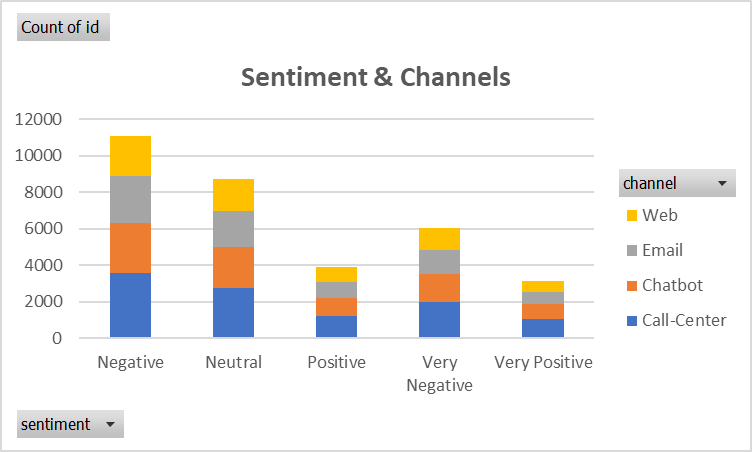 Count of id
Sentiment & Channels
12000
10000
8000
6000
4000
2000
0
Negative
Neutral
Positive
Very
Negative
Very Positive
channel
Web
Email
Chatbot
Call-Center
sentiment